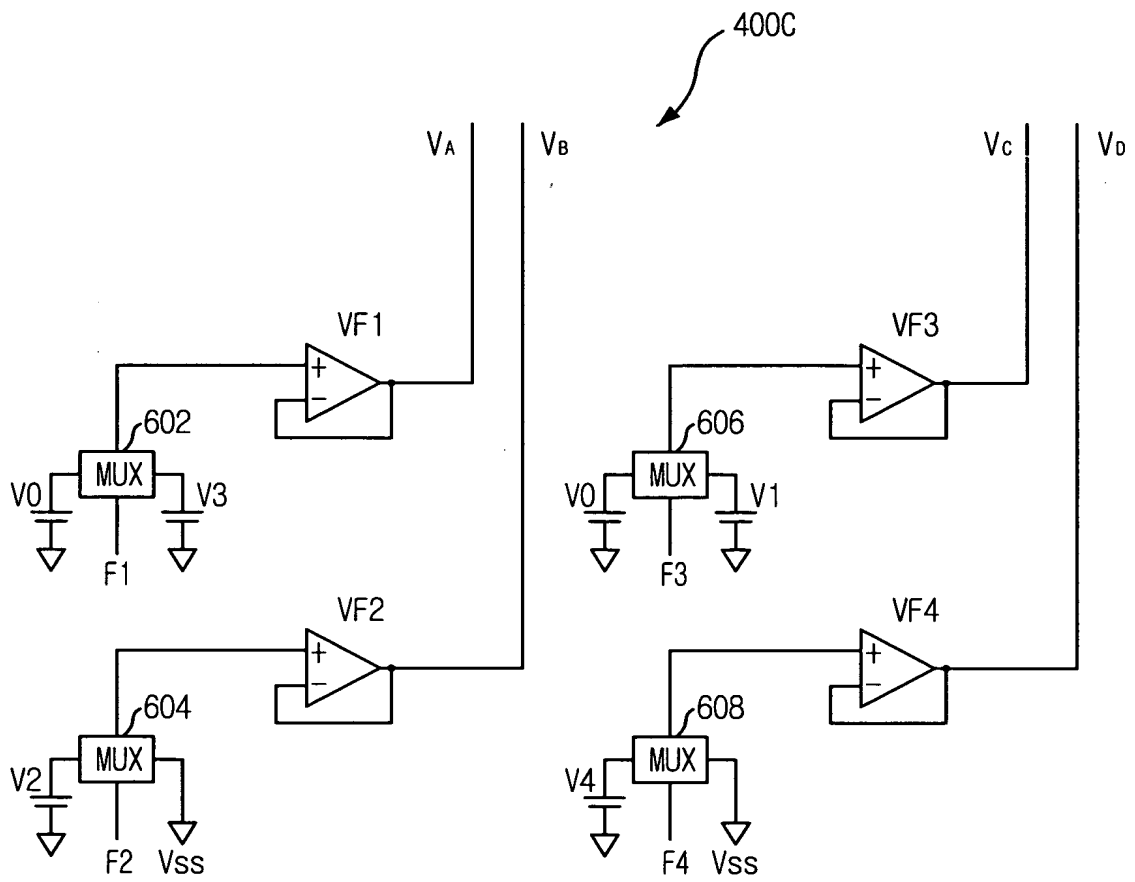 400C
VA VB VC VD
VF1 VF3
+ +
− −
602 606
MUX MUX
V0 V3 V0 V1
F1 F3
VF2 VF4
+ +
− −
604 608
MUX MUX
V2 V4
F2 VSS F4 VSS